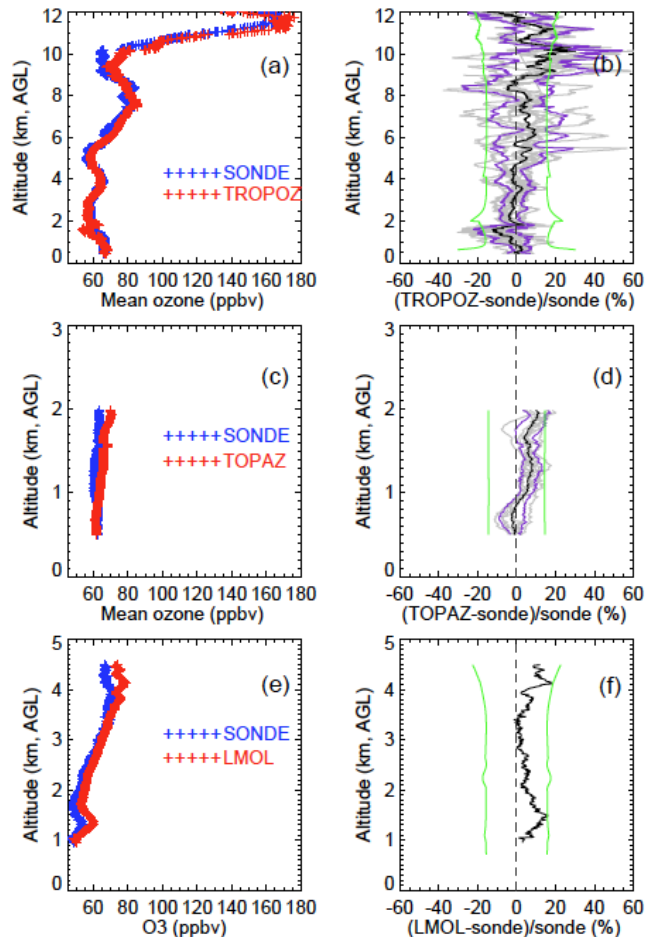 12
10
8
6
4
2
0
Altitude (km, AGL)
(a)
+++++SONDE
+++++TROPOZ
60 80 100 120 140 160 180
Mean ozone (ppbv)
12
10
8
6
4
2
0
Altitude (km, AGL)
(b)
-60 -40 -20 0 20 40 60
(TROPOZ-sonde)/sonde (%)
3
2
1
0
Altitude (km, AGL)
(c)
+++++SONDE
+++++TOPAZ
60 80 100 120 140 160 180
Mean ozone (ppbv)
3
2
1
0
Altitude (km, AGL)
(d)
-60 -40 -20 0 20 40 60
(TOPAZ-sonde)/sonde (%)
5
4
3
2
1
0
Altitude (km, AGL)
(e)
+++++SONDE
+++++LMOL
60 80 100 120 140 160 180
O3 (ppbv)
5
4
3
2
1
0
Altitude (km, AGL)
(f)
-60 -40 -20 0 20 40 60
(LMOL-sonde)/sonde (%)